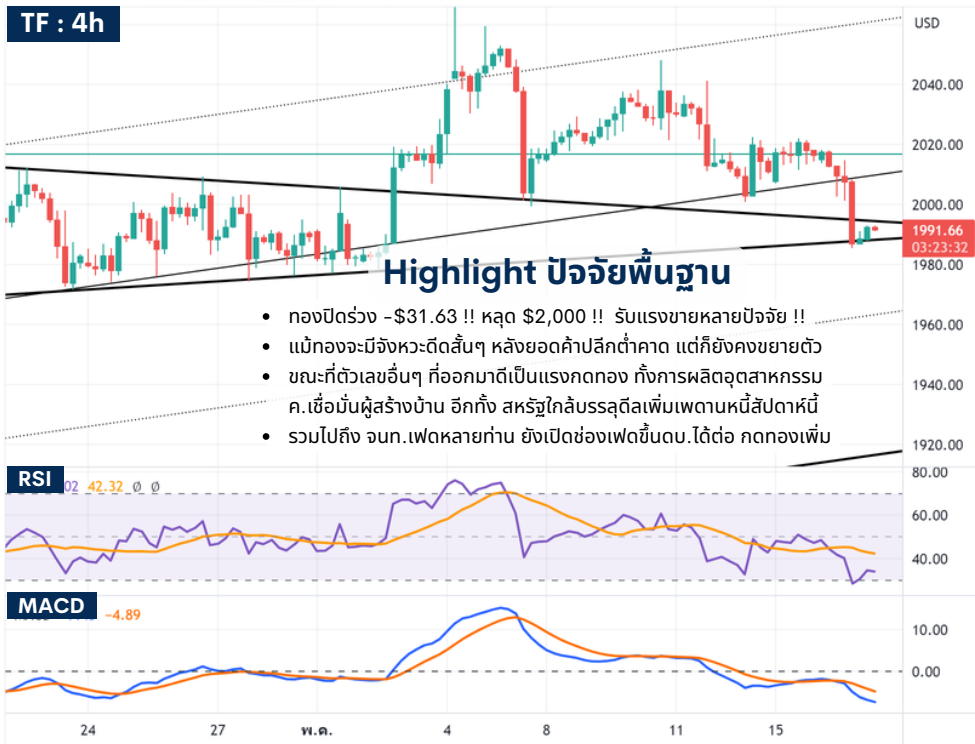 TF : 4h
USD
2040.00
2020.00
2000.00
1991.66
03:23:32
1980.00
Highlight ปัจจัยพื้นฐาน
• ทองปิดร่วง -$31.63 !! หลุด $2,000 !! รับแรงขายหลายปัจจัย !!
1960.00
• แม้ทองจะมีจังหวะดีดสั้นๆ หลังยอดค้าปลีกต่ำคาด แต่ก็ยังคงขยายตัว
• ขณะที่ตัวเลขอื่นๆ ที่ออกมาดีเป็นแรงกดทอง ทั้งการผลิตอุตสาหกรรม
1940.00
ค.เชื่อมั่นผู้สร้างบ้าน อีกทั้ง สหรัฐใกล้บรรลุดีลเพิ่มเพดานหนี้สัปดาห์นี้
• รวมไปถึง จนท.เฟดหลายท่าน ยังเปิดช่องเฟดขึ้นดบ.ได้ต่อ กดทองเพิ่ม
1920.00
80.00
RSI
02 42.32 Ø Ø
60.00
40.00
MACD
-4.89
10.00
0.00
24 27 พ.ค. 4 8 11 15